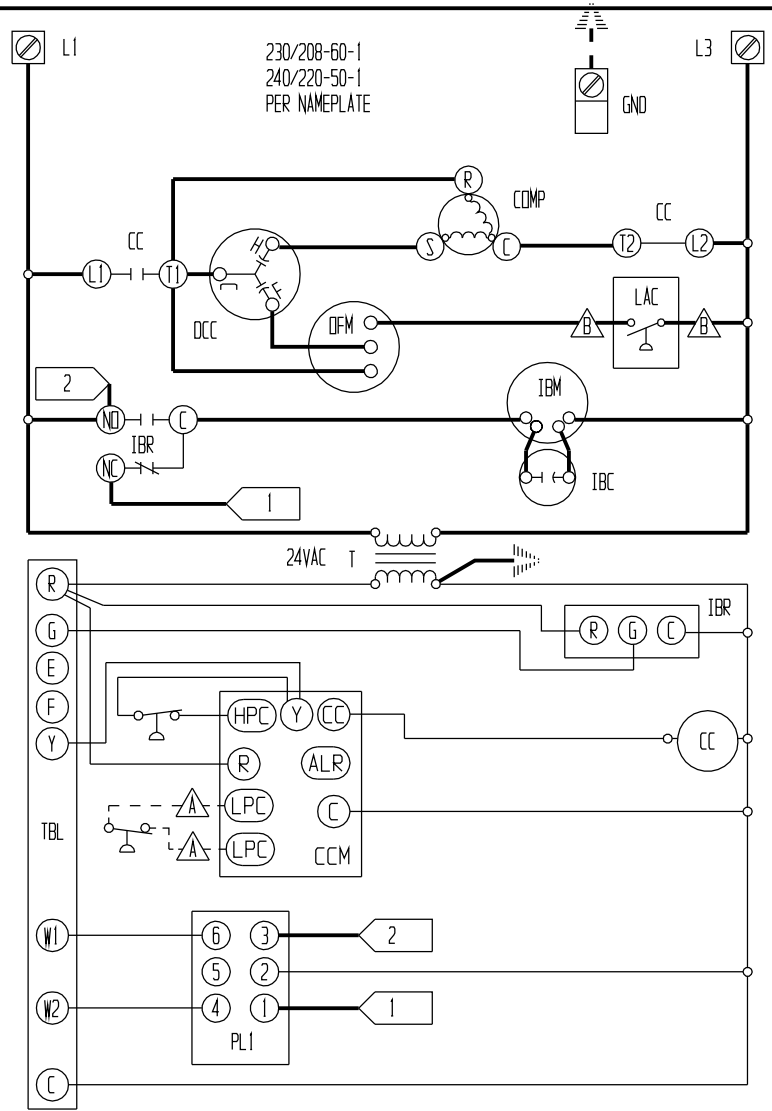 L1
230/208-60-1
240/220-50-1
PER NAMEPLATE
GND
L3
R
COMP
CC
S
C
T2
L2
CC
L1
T1
H
C
F
DCC
OFM
B
LAC
B
2
NO
C
IBR
NC
1
IBM
IBC
24VAC T
R
G
E
F
Y
TBL
W1
W2
C
R
G
C
IBR
HPC
Y
CC
R
ALR
A
LPC
C
A
LPC
CCM
CC
6
3
2
5
2
4
1
1
PL1